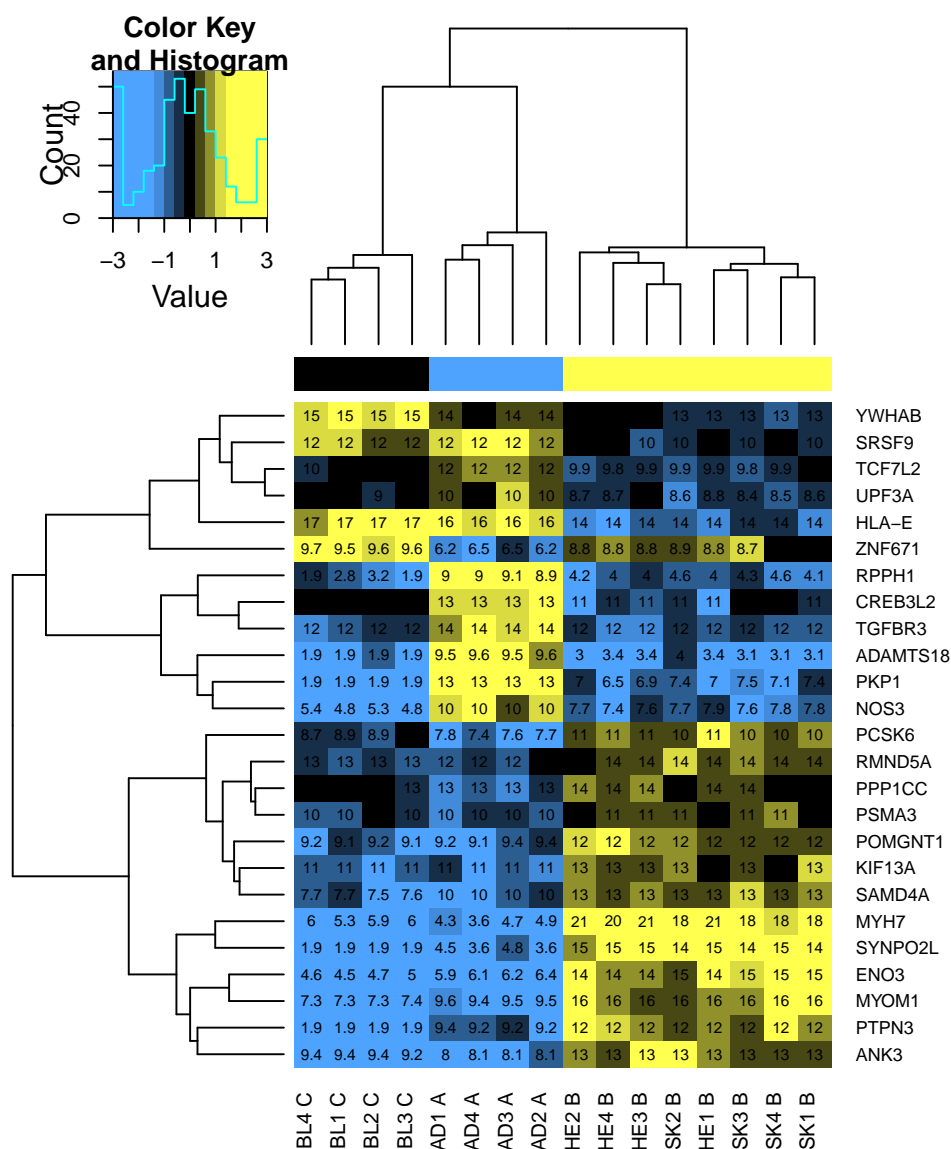 Color Key
and Histogram
Count
0 20 40
−3 −1 1 3
Value
15 15 15 15 14 14 14 13 13 13 13 13 YWHAB
12 12 12 12 12 12 12 12 10 10 10 10 SRSF9
10 12 12 12 12 9.9 9.8 9.9 9.9 9.9 9.8 9.9 TCF7L2
9 10 10 10 8.7 8.7 8.6 8.8 8.4 8.5 8.6 UPF3A
17 17 17 17 16 16 16 16 14 14 14 14 14 14 14 14 HLA−E
9.7 9.5 9.6 9.6 6.2 6.5 6.5 6.2 8.8 8.8 8.8 8.9 8.8 8.7 ZNF671
1.9 2.8 3.2 1.9 9 9 9.1 8.9 4.2 4 4 4.6 4 4.3 4.6 4.1 RPPH1
13 13 13 13 11 11 11 11 11 11 CREB3L2
12 12 12 12 14 14 14 14 12 12 12 12 12 12 12 12 TGFBR3
1.9 1.9 1.9 1.9 9.5 9.6 9.5 9.6 3 3.4 3.4 4 3.4 3.1 3.1 3.1 ADAMTS18
1.9 1.9 1.9 1.9 13 13 13 13 7 6.5 6.9 7.4 7 7.5 7.1 7.4 PKP1
5.4 4.8 5.3 4.8 10 10 10 10 7.7 7.4 7.6 7.7 7.9 7.6 7.8 7.8 NOS3
8.7 8.9 8.9 7.8 7.4 7.6 7.7 11 11 11 10 11 10 10 10 PCSK6
13 13 13 13 12 12 12 14 14 14 14 14 14 14 RMND5A
13 13 13 13 13 14 14 14 14 14 PPP1CC
10 10 10 10 10 10 10 11 11 11 11 11 PSMA3
9.2 9.1 9.2 9.1 9.2 9.1 9.4 9.4 12 12 12 12 12 12 12 12 POMGNT1
11 11 11 11 11 11 11 11 13 13 13 13 13 13 KIF13A
7.7 7.7 7.5 7.6 10 10 10 10 13 13 13 13 13 13 13 13 SAMD4A
6 5.3 5.9 6 4.3 3.6 4.7 4.9 21 20 21 18 21 18 18 18 MYH7
1.9 1.9 1.9 1.9 4.5 3.6 4.8 3.6 15 15 15 14 15 14 15 14 SYNPO2L
4.6 4.5 4.7 5 5.9 6.1 6.2 6.4 14 14 14 15 14 15 15 15 ENO3
7.3 7.3 7.3 7.4 9.6 9.4 9.5 9.5 16 16 16 16 16 16 16 16 MYOM1
1.9 1.9 1.9 1.9 9.4 9.2 9.2 9.2 12 12 12 12 12 12 12 12 PTPN3
9.4 9.4 9.4 9.2 8 8.1 8.1 8.1 13 13 13 13 13 13 13 13 ANK3
BL4 C
BL1 C
BL2 C
BL3 C
AD1 A
AD4 A
AD3 A
AD2 A
HE2 B
HE4 B
HE3 B
SK2 B
HE1 B
SK3 B
SK4 B
SK1 B